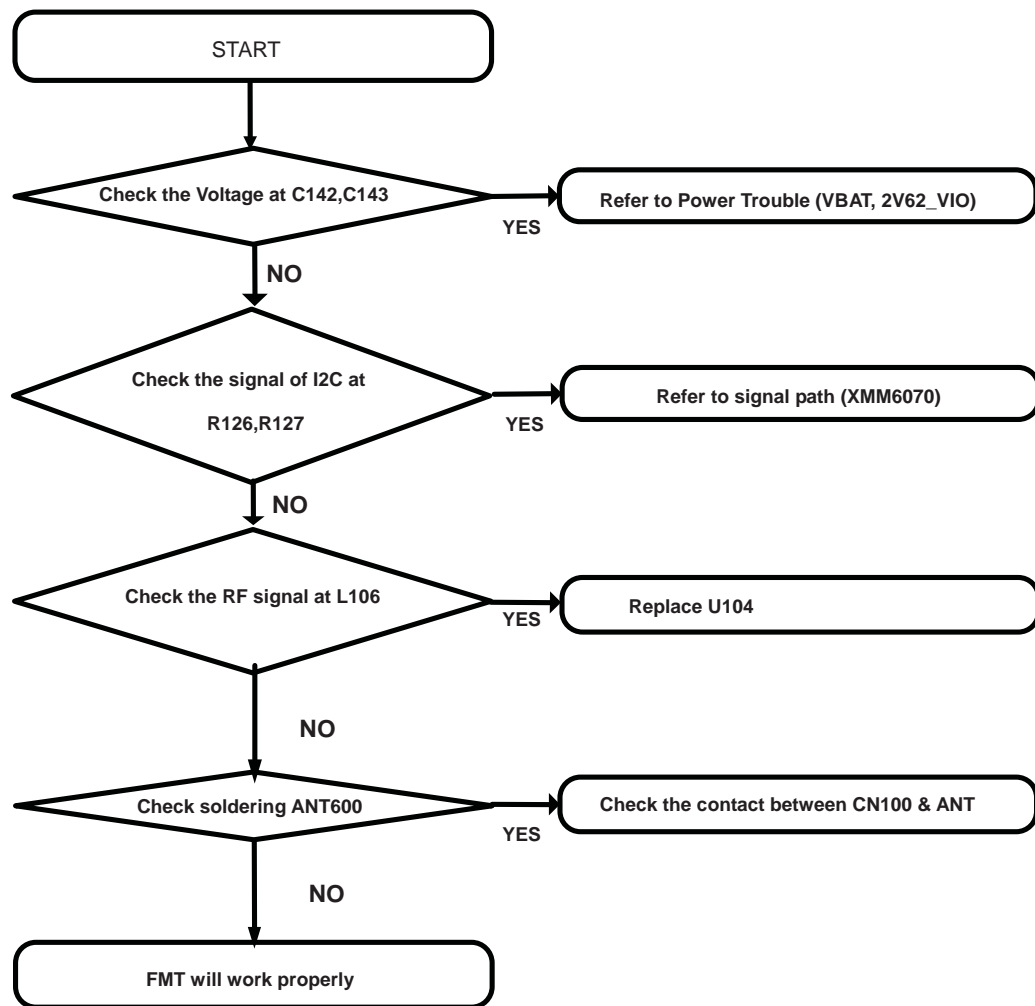 START
Check the Voltage at C142,C143
YES
Refer to Power Trouble (VBAT, 2V62_VIO)
NO
Check the signal of I2C at
R126,R127
YES
Refer to signal path (XMM6070)
NO
Check the RF signal at L106
YES
Replace U104
NO
Check soldering ANT600
YES
Check the contact between CN100 & ANT
NO
FMT will work properly